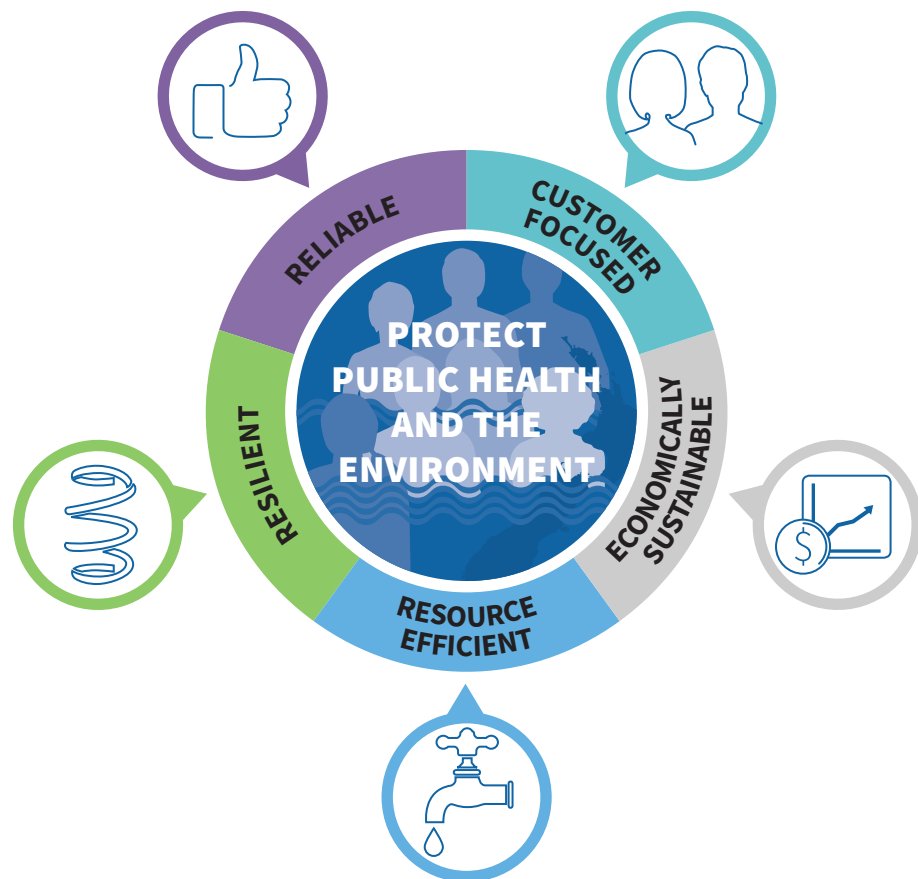 RELIABLE
CUSTOMER
FOCUSED
PROTECT
PUBLIC HEALTH
AND THE
ENVIRONMENT
ECONOMICALLY
SUSTAINABLE
RESILIENT
RESOURCE
EFFICIENT
$